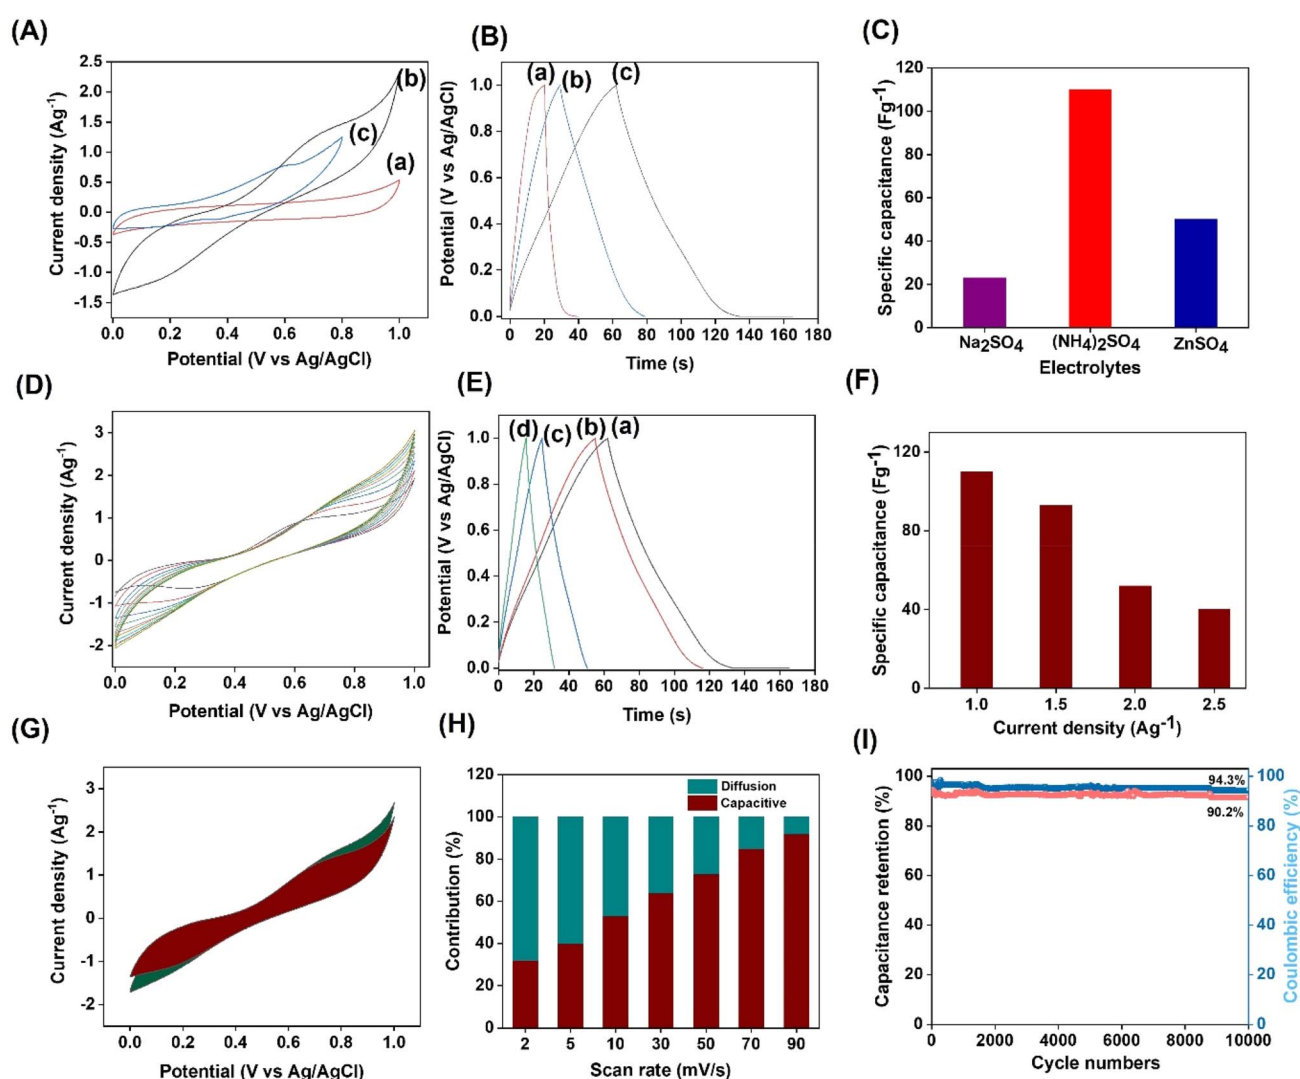 (A)
Current density (Ag⁻¹)
2.5
2.0
1.5
1.0
0.5
0.0
-0.5
-1.0
-1.5
(b)
(c)
(a)
0.0 0.2 0.4 0.6 0.8 1.0
Potential (V vs Ag/AgCl)
(B)
Potential (V vs Ag/AgCl)
1.0
0.8
0.6
0.4
0.2
0.0
(a) (b) (c)
0 20 40 60 80 100 120 140 160 180
Time (s)
(C)
Specific capacitance (Fg⁻¹)
120
100
80
60
40
20
0
Na₂SO₄ (NH4)₂SO₄ ZnSO₄
Electrolytes
(D)
Current density (Ag⁻¹)
3
2
1
0
-1
-2
0.0 0.2 0.4 0.6 0.8 1.0
Potential (V vs Ag/AgCl)
(E)
Potential (V vs Ag/AgCl)
1.0
0.8
0.6
0.4
0.2
0.0
(d) (c) (b) (a)
0 20 40 60 80 100 120 140 160 180
Time (s)
(F)
Specific capacitance (Fg⁻¹)
120
80
40
0
1.0 1.5 2.0 2.5
Current density (Ag⁻¹)
(G)
Current density (Ag⁻¹)
3
2
1
0
-1
-2
0.0 0.2 0.4 0.6 0.8 1.0
Potential (V vs Ag/AgCl)
(H)
Contribution (%)
120
100
80
60
40
20
0
Diffusion
Capacitive
2 5 10 30 50 70 90
Scan rate (mV/s)
(I)
Capacitance retention (%)
100
80
60
40
20
0
94.3%
90.2%
100
80
60
40
20
0
Coulombic efficiency (%)
0 2000 4000 6000 8000 10000
Cycle numbers